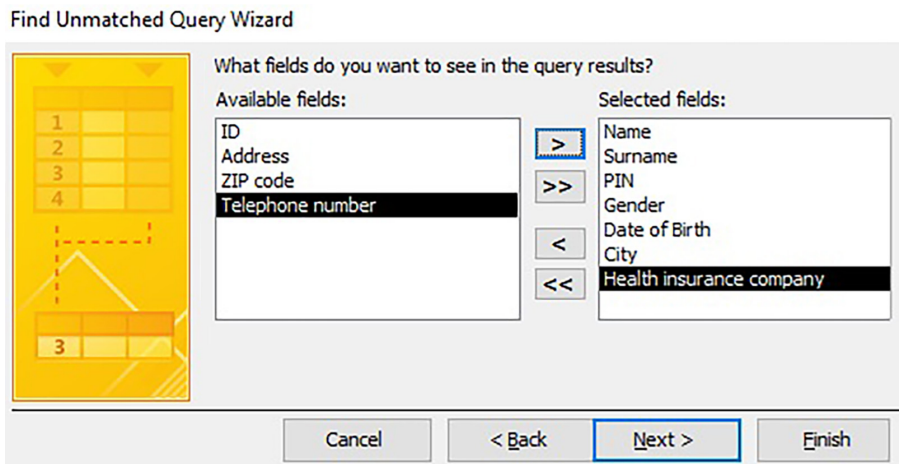 Find Unmatched Query Wizard
What fields do you want to see in the query results?
Available fields:
ID
Address
ZIP code
Telephone number
>
>>
<
<<
Selected fields:
Name
Surname
PIN
Gender
Date of Birth
City
Health insurance company
1
2
3
4
3
Cancel
< Back
Next >
Finish